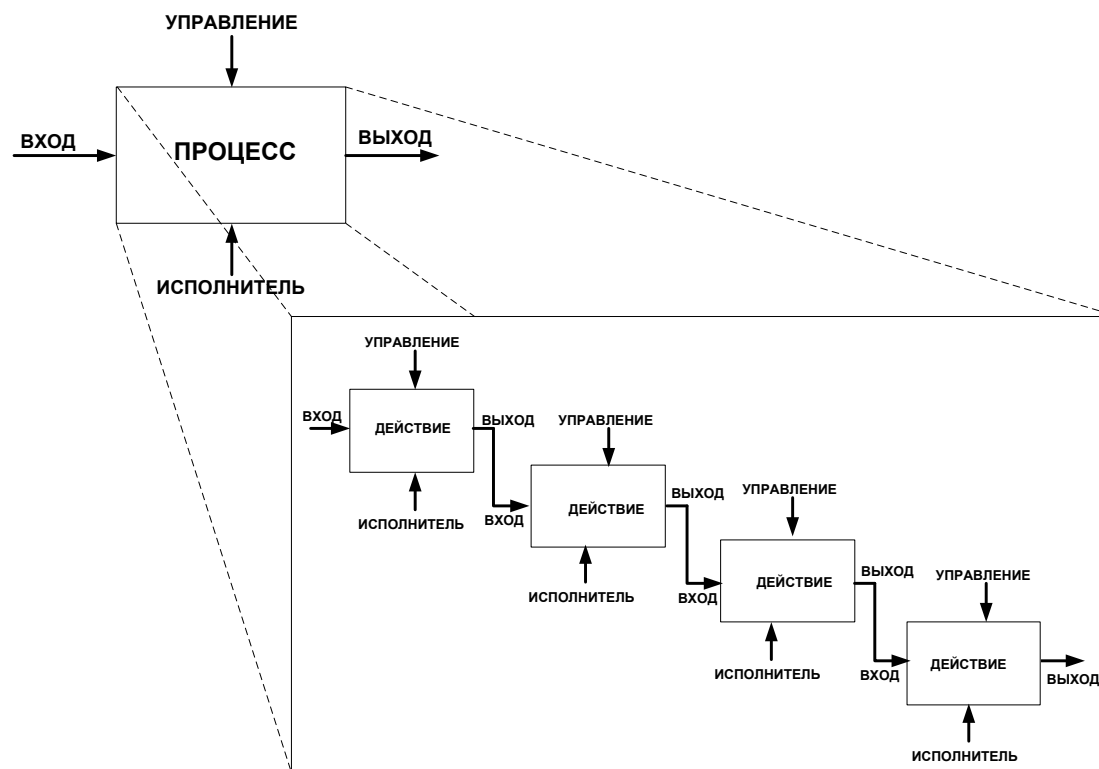 УПРАВЛЕНИЕ
ВХОД
ПРОЦЕСС
ВЫХОД
ИСПОЛНИТЕЛЬ
УПРАВЛЕНИЕ
ВХОД
ДЕЙСТВИЕ
ВЫХОД
ИСПОЛНИТЕЛЬ
УПРАВЛЕНИЕ
ВХОД
ДЕЙСТВИЕ
ВЫХОД
ИСПОЛНИТЕЛЬ
УПРАВЛЕНИЕ
ВХОД
ДЕЙСТВИЕ
ВЫХОД
ИСПОЛНИТЕЛЬ
УПРАВЛЕНИЕ
ВХОД
ДЕЙСТВИЕ
ВЫХОД
ИСПОЛНИТЕЛЬ